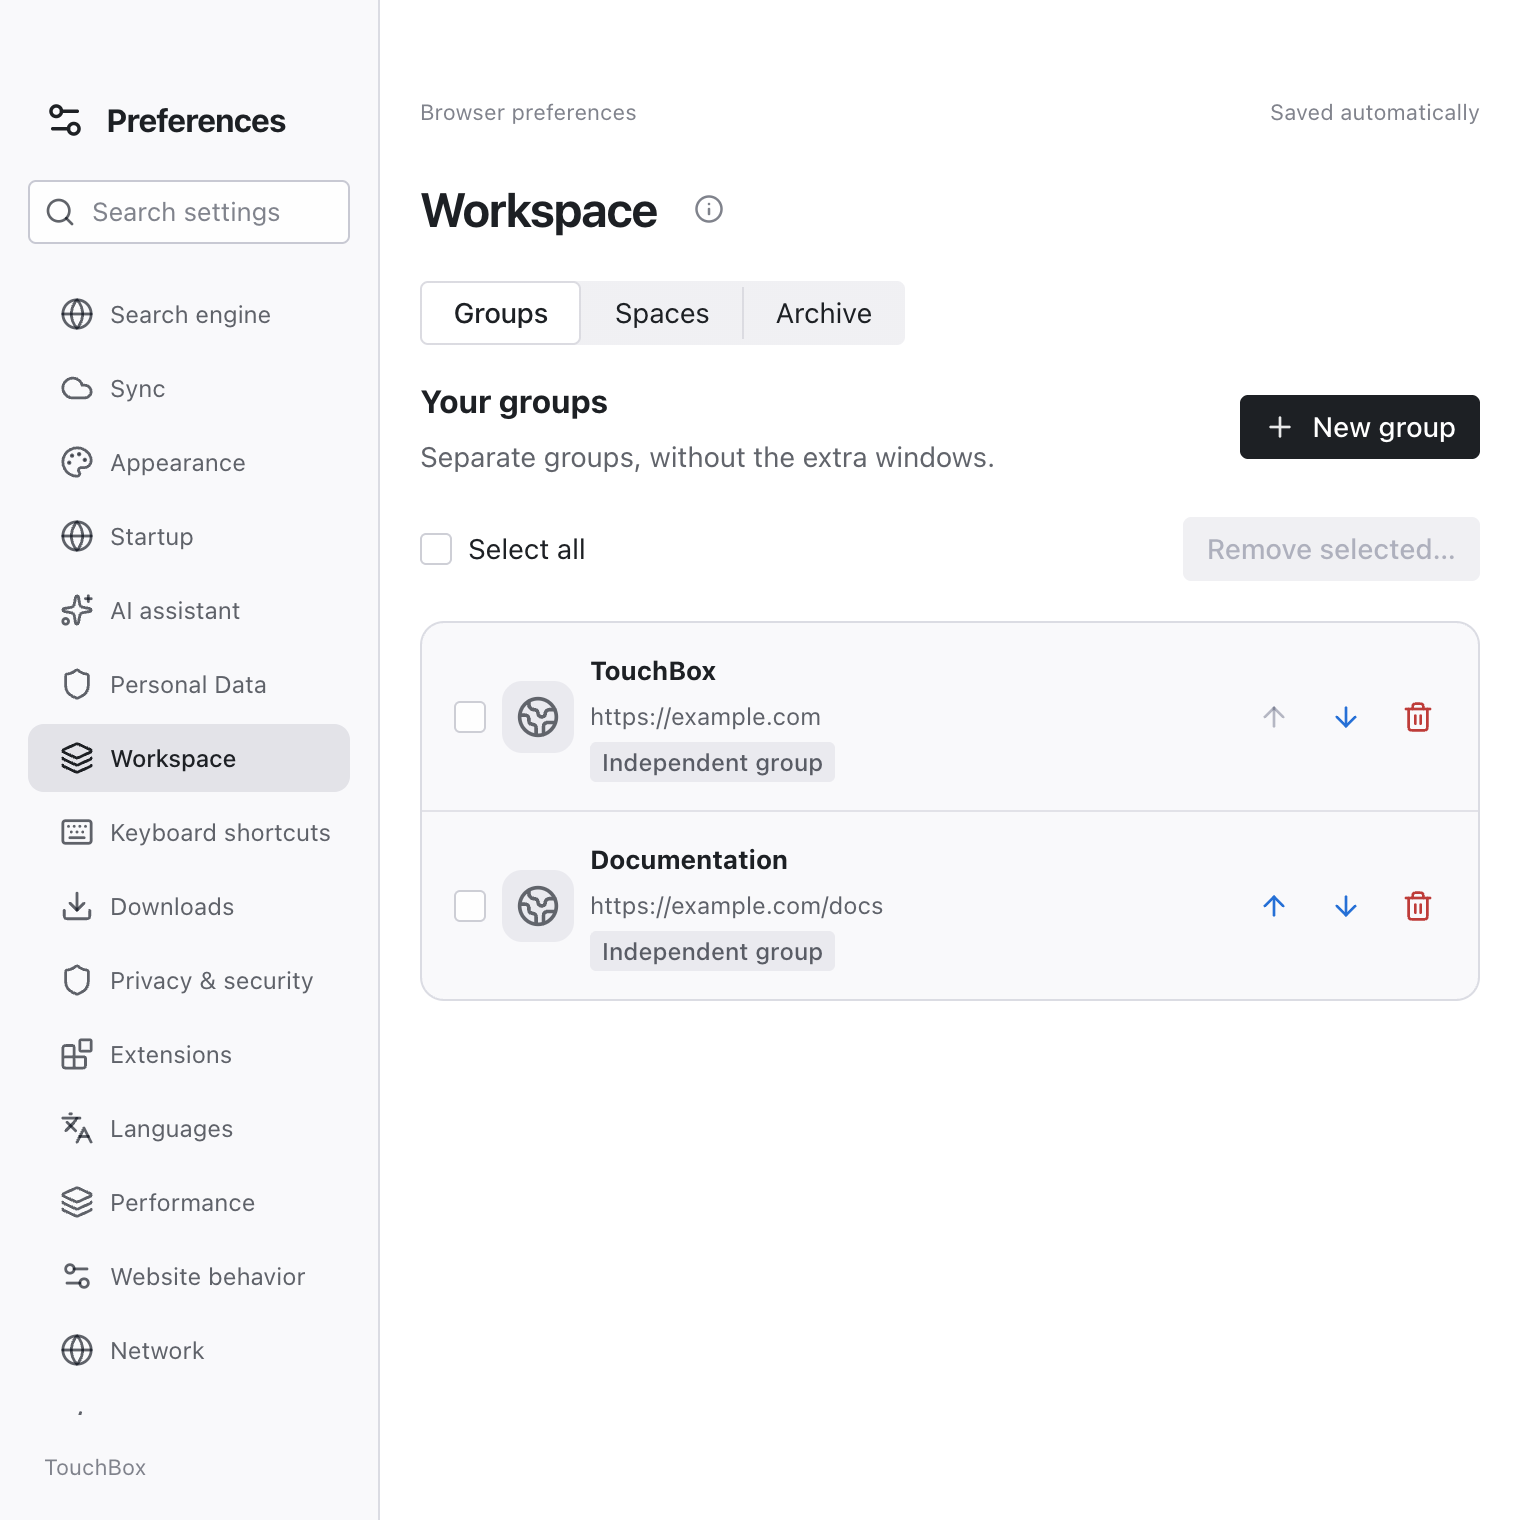 Preferences
Search settings
Search engine
Sync
Appearance
Startup
AI assistant
Personal Data
Workspace
Keyboard shortcuts
Downloads
Privacy & security
Extensions
Languages
Performance
Website behavior
Network
TouchBox
Browser preferences
Saved automatically
Workspace
Groups
Spaces
Archive
Your groups
Separate groups, without the extra windows.
New group
Select all
Remove selected...
TouchBox
https://example.com
Independent group
Documentation
https://example.com/docs
Independent group